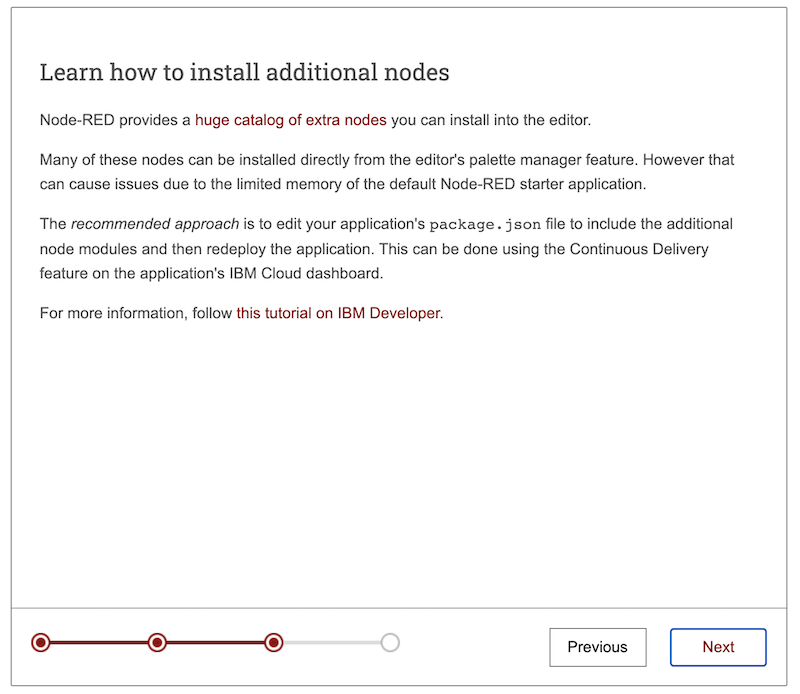 Learn how to install additional nodes
Node-RED provides a huge catalog of extra nodes you can install into the editor.
Many of these nodes can be installed directly from the editor's palette manager feature. However that
can cause issues due to the limited memory of the default Node-RED starter application.
The recommended approach is to edit your application's package.json file to include the additional
node modules and then redeploy the application. This can be done using the Continuous Delivery
feature on the application's IBM Cloud dashboard.
For more information, follow this tutorial on IBM Developer.
Previous
Next